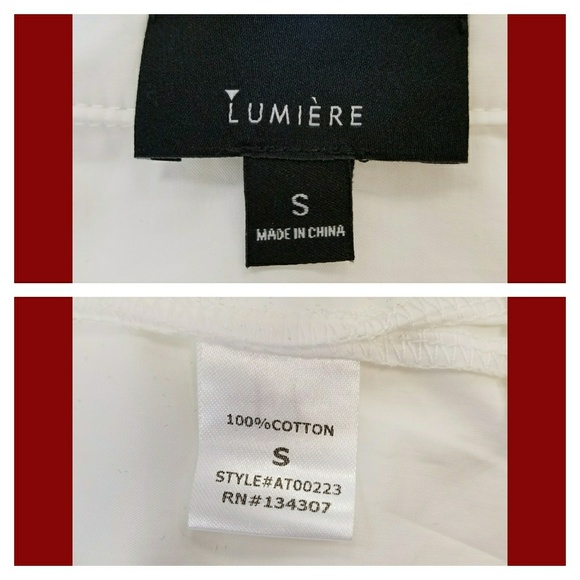 LUMIÈRE
S
MADE IN CHINA
100%COTTON
S
STYLE#AT00223
RN#134307